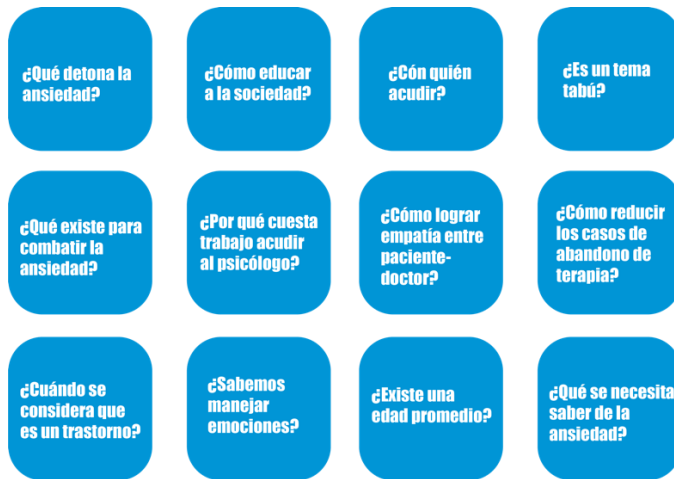 ¿Qué detona la
ansiedad?
¿Cómo educar
a la sociedad?
¿Cón quién
acudir?
¿Es un tema
tabú?
¿Qué existe para
combatir la
ansiedad?
¿Por qué cuesta
trabajo acudir
al psicólogo?
¿Cómo lograr
empatía entre
paciente-
doctor?
¿Cómo reducir
los casos de
abandono de
terapia?
¿Cuándo se
considera que
es un trastorno?
¿Sabemos
manejar
emociones?
¿Existe una
edad promedio?
¿Qué se necesita
saber de la
ansiedad?